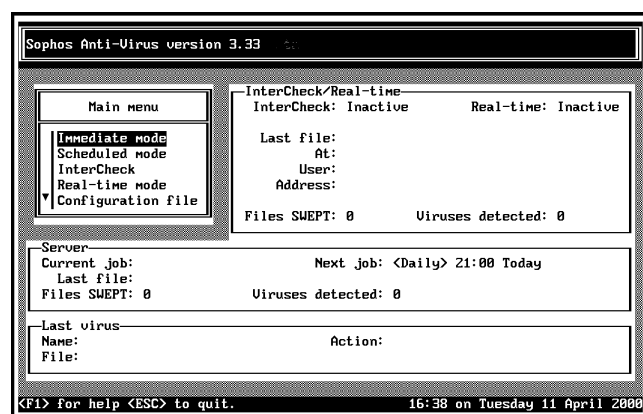 Sophos Anti-Virus version 3.33
Main menu
Immediate mode
Scheduled mode
InterCheck
Real-time mode
Configuration file
InterCheck/Real-time
InterCheck: Inactive Real-time: Inactive
Last file:
At:
User:
Address:
Files SWEPT: 0 Viruses detected: 0
Server
Current job: Next job: <Daily> 21:00 Today
Last file:
Files SWEPT: 0 Viruses detected: 0
Last virus
Name: Action:
File:
<F1> for help <ESC> to quit. 16:38 on Tuesday 11 April 2000